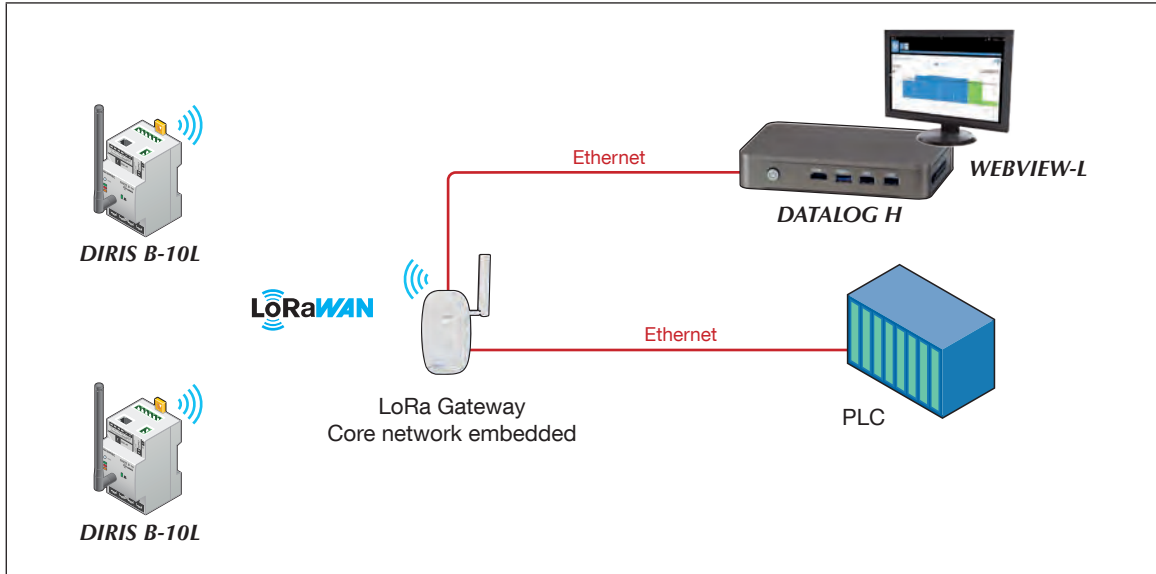 Ethernet
WEBVIEW-L
DATALOG H
DIRIS B-10L
LoRaWAN
Ethernet
LoRa Gateway
Core network embedded
PLC
DIRIS B-10L